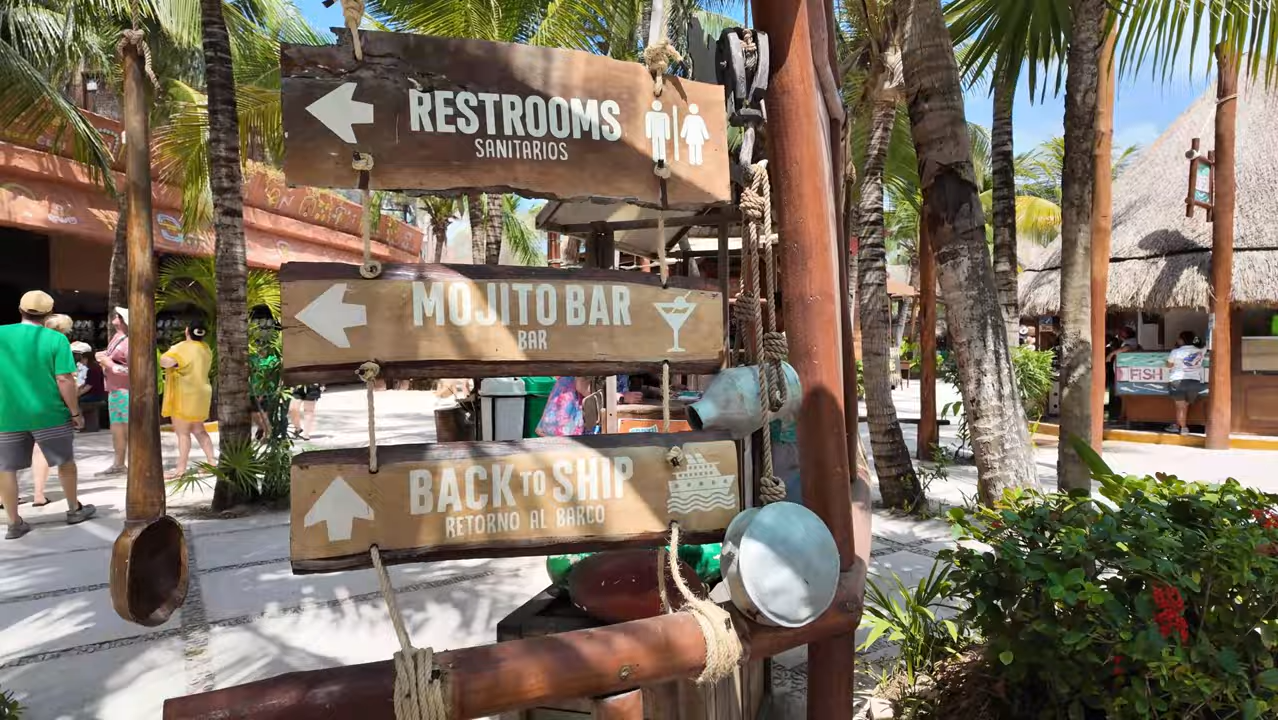 RESTROOMS
SANITARIOS
MOJITO BAR
BAR
BACK TO SHIP
RETORNO AL BARCO
FISH